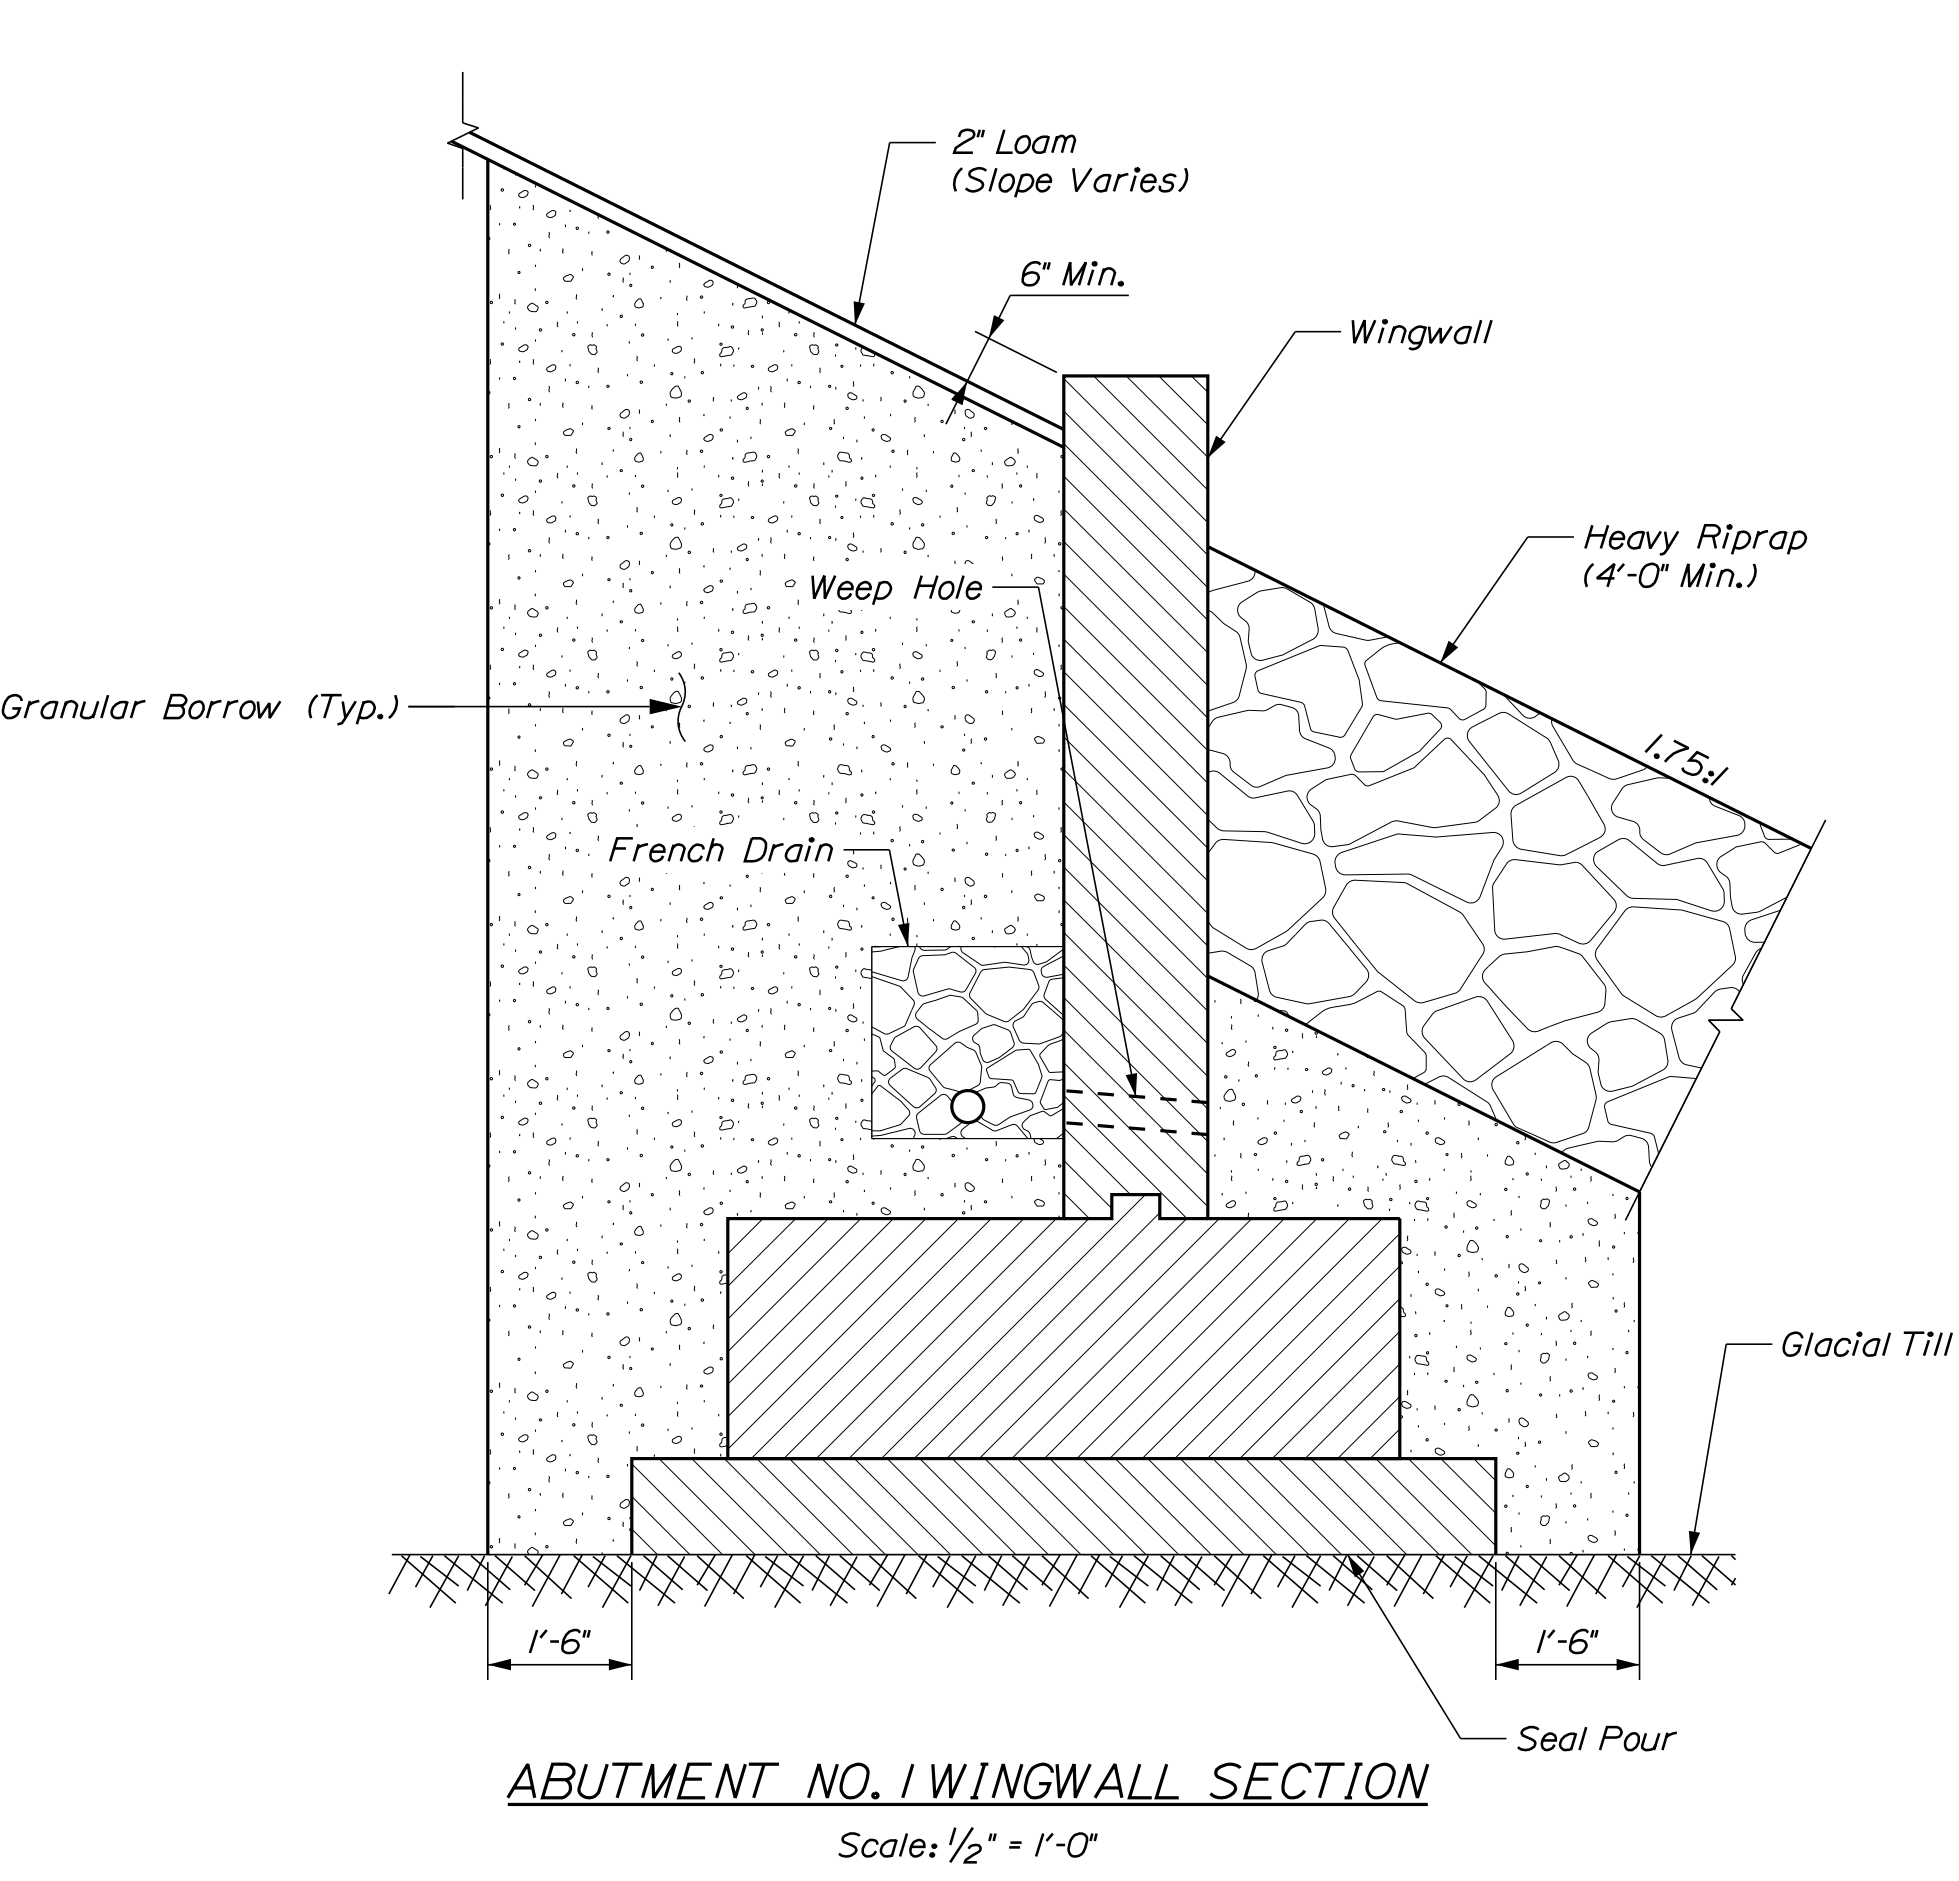 2" Loam
(Slope Varies)
6" Min.
Wingwall
Heavy Riprap
(4'-0" Min.)
Weep Hole
Granular Borrow (Typ.)
1.75:1
French Drain
Glacial Till
1'-6"
1'-6"
Seal Pour
ABUTMENT NO. 1 WINGWALL SECTION
Scale: 1/2" = 1'-0"